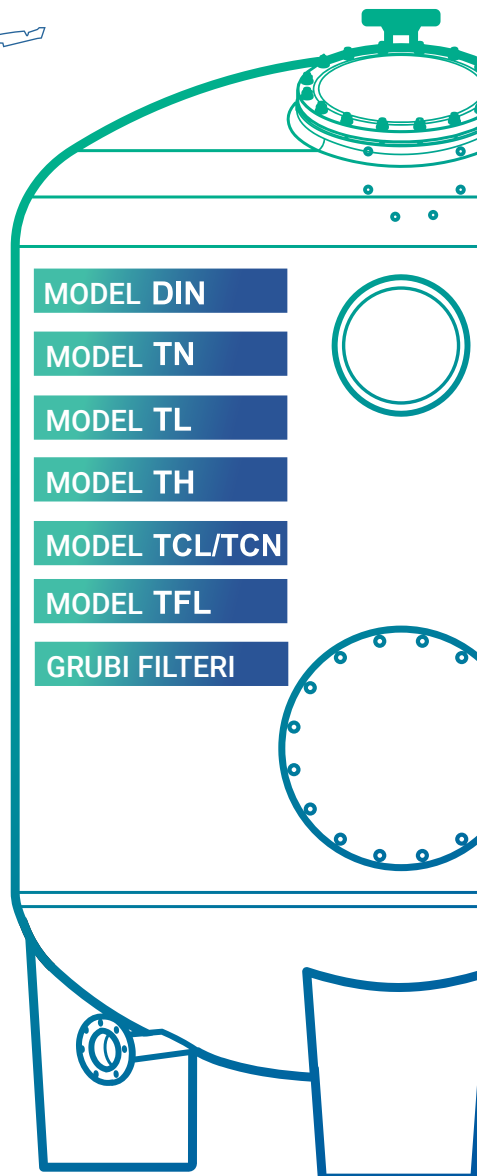 MODEL DIN
MODEL TN
MODEL TL
MODEL TH
MODEL TCL/TCN
MODEL TFL
GRUBI FILTERI